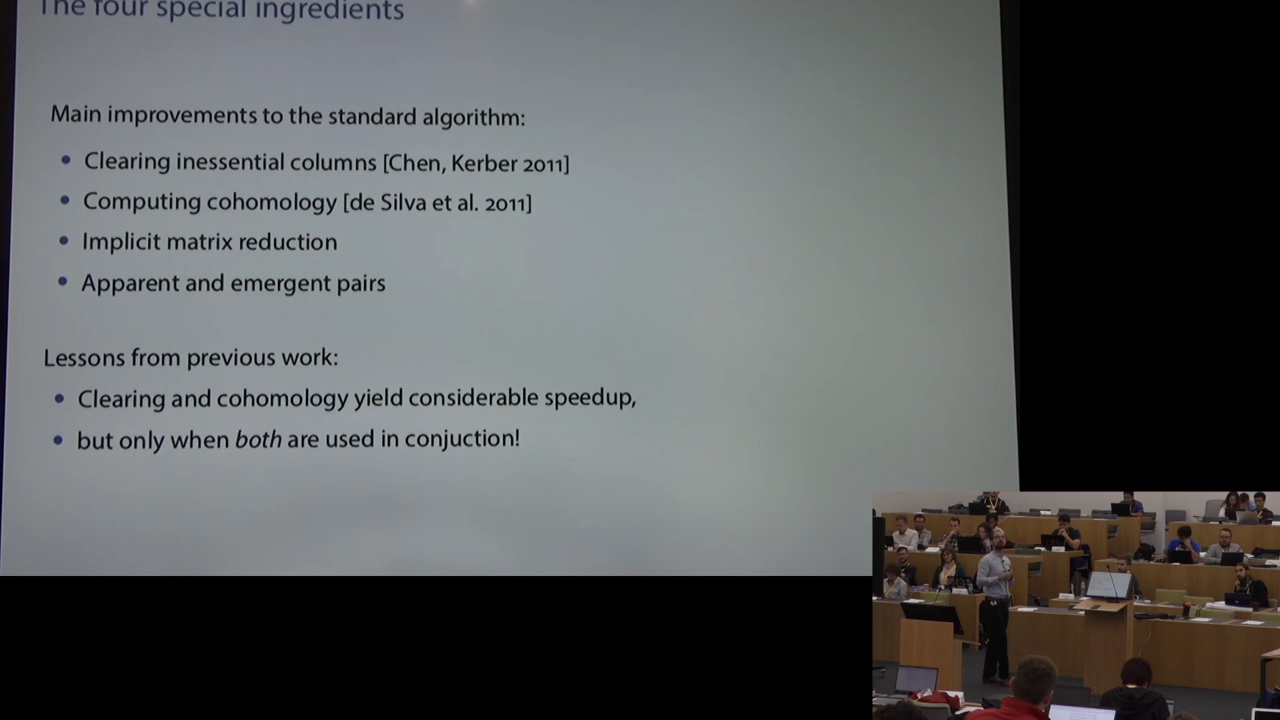 The four special ingredients
Main improvements to the standard algorithm:
• Clearing inessential columns [Chen, Kerber 2011]
• Computing cohomology [de Silva et al. 2011]
• Implicit matrix reduction
• Apparent and emergent pairs
Lessons from previous work:
• Clearing and cohomology yield considerable speedup,
• but only when both are used in conjuction!